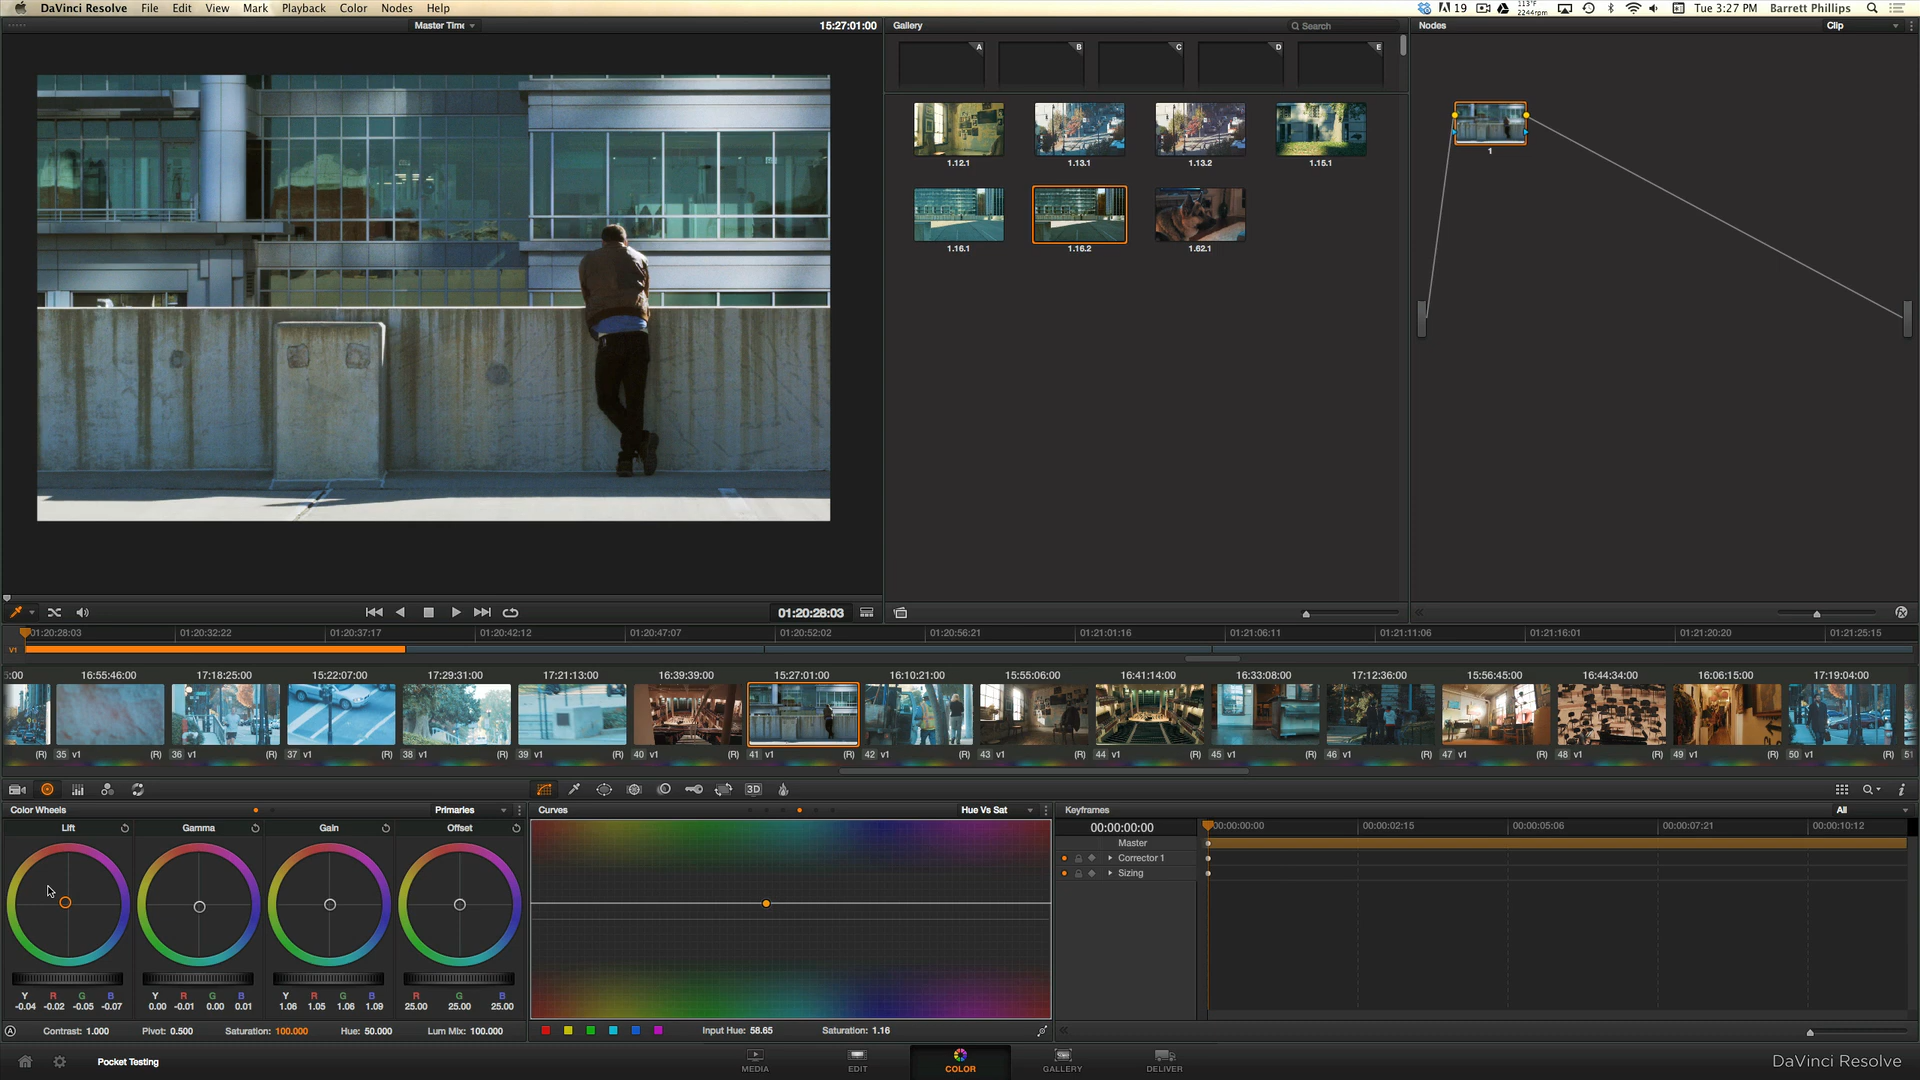 DaVinci Resolve File Edit View Mark Playback Color Nodes Help 19 113°F 2244rpm Tue 3:27 PM Barrett Phillips
Master Time 15:27:01:00 Gallery Search Nodes Clip
A B C D E
1.12.1 1.13.1 1.13.2 1.15.1
1
1.16.1 1.16.2 1.62.1
01:20:28:03
01:20:28:03 01:20:32:22 01:20:37:17 01:20:42:12 01:20:47:07 01:20:52:02 01:20:56:21 01:21:01:16 01:21:06:11 01:21:11:06 01:21:16:01 01:21:20:20 01:21:25:15
V1
5:00 16:55:46:00 17:18:25:00 15:22:07:00 17:29:31:00 17:21:13:00 16:39:39:00 15:27:01:00 16:10:21:00 15:55:06:00 16:41:14:00 16:33:08:00 17:12:36:00 15:56:45:00 16:44:34:00 16:06:15:00 17:19:04:00
(R) 35 v1 (R) 36 v1 (R) 37 v1 (R) 38 v1 (R) 39 v1 (R) 40 v1 (R) 41 v1 (R) 42 v1 (R) 43 v1 (R) 44 v1 (R) 45 v1 (R) 46 v1 (R) 47 v1 (R) 48 v1 (R) 49 v1 (R) 50 v1 (R) 51
3D
Color Wheels Primaries Curves Hue Vs Sat Keyframes All
Lift Gamma Gain Offset
00:00:00:00 00:00:00:00 00:00:02:15 00:00:05:06 00:00:07:21 00:00:10:12
Master
Corrector 1
Sizing
Y R G B Y R G B Y R G B R G B
-0.04 -0.02 -0.05 -0.07 0.00 -0.01 0.00 0.01 1.06 1.05 1.06 1.09 25.00 25.00 25.00
A Contrast: 1.000 Pivot: 0.500 Saturation: 100.000 Hue: 50.000 Lum Mix: 100.000 Input Hue: 58.65 Saturation: 1.16
Pocket Testing MEDIA EDIT COLOR GALLERY DELIVER DaVinci Resolve